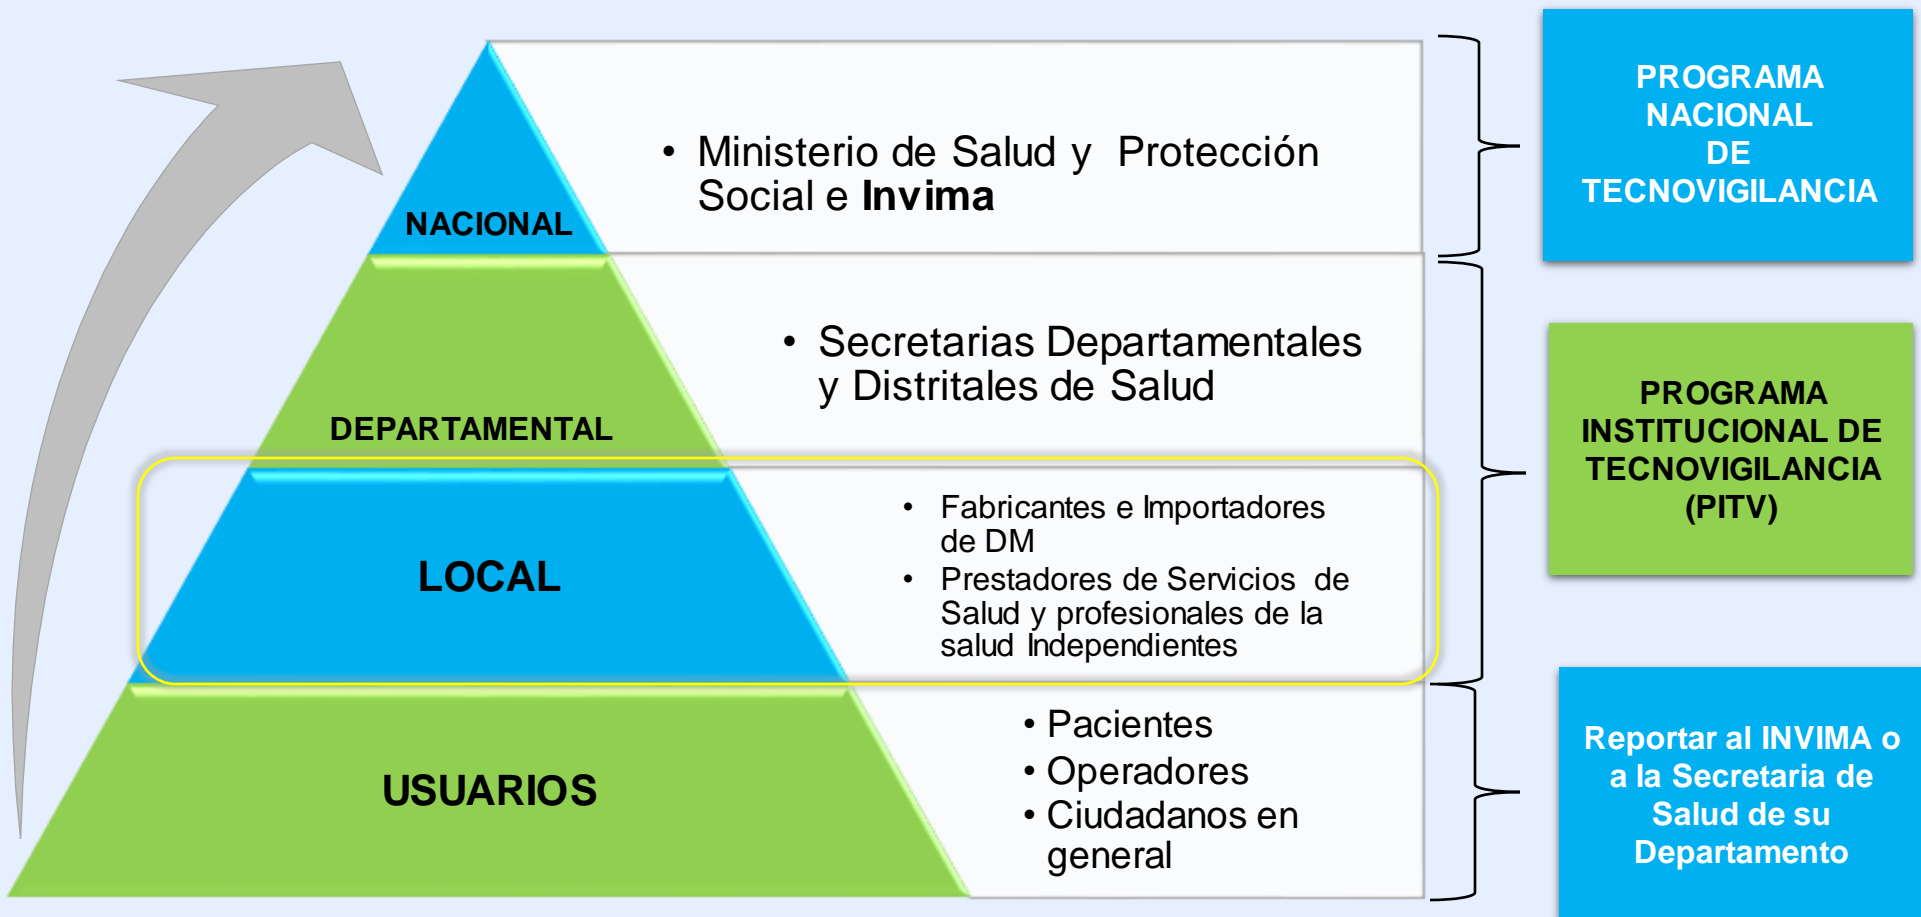 NACIONAL
• Ministerio de Salud y Protección
Social e Invima
PROGRAMA
NACIONAL
DE
TECNOVIGILANCIA
DEPARTAMENTAL
• Secretarias Departamentales
y Distritales de Salud
PROGRAMA
INSTITUCIONAL DE
TECNOVIGILANCIA
(PITV)
LOCAL
• Fabricantes e Importadores
de DM
• Prestadores de Servicios de
Salud y profesionales de la
salud Independientes
USUARIOS
• Pacientes
• Operadores
• Ciudadanos en
general
Reportar al INVIMA o
a la Secretaria de
Salud de su
Departamento